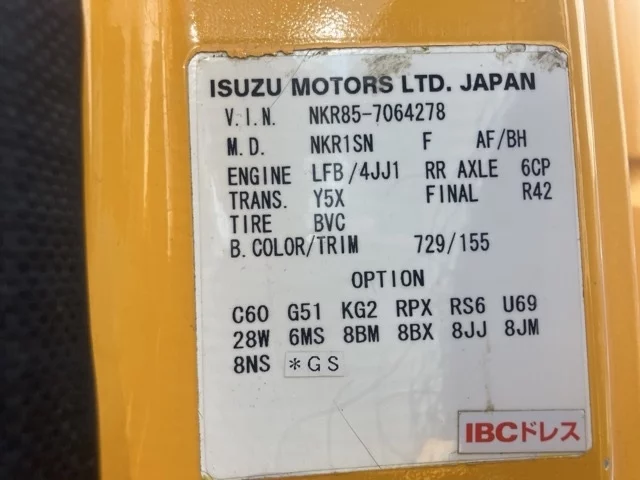 ISUZU MOTORS LTD. JAPAN
V.I.N. NKR85-7064278
M.D. NKR1SN F AF/BH
ENGINE LFB/4JJ1 RR AXLE 6CP
TRANS. Y5X FINAL R42
TIRE BVC
B.COLOR/TRIM 729/155
OPTION
C60 G51 KG2 RPX RS6 U69
28W 6MS 8BM 8BX 8JJ 8JM
8NS *GS
IBCドレス